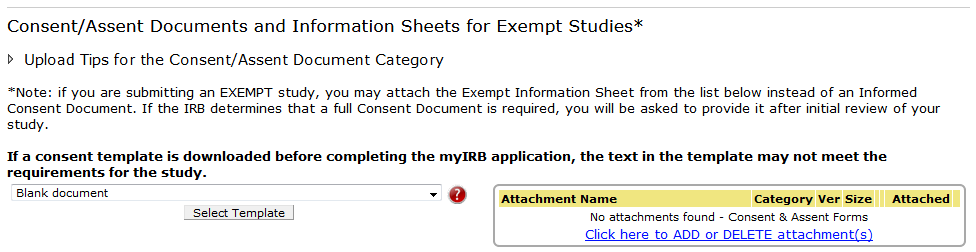 Consent/Assent Documents and Information Sheets for Exempt Studies*
Upload Tips for the Consent/Assent Document Category
*Note: if you are submitting an EXEMPT study, you may attach the Exempt Information Sheet from the list below instead of an Informed
Consent Document. If the IRB determines that a full Consent Document is required, you will be asked to provide it after initial review of your
study.
If a consent template is downloaded before completing the myIRB application, the text in the template may not meet the
requirements for the study.
Blank document
?
Select Template
Attachment Name Category Ver Size Attached
No attachments found - Consent & Assent Forms
Click here to ADD or DELETE attachment(s)